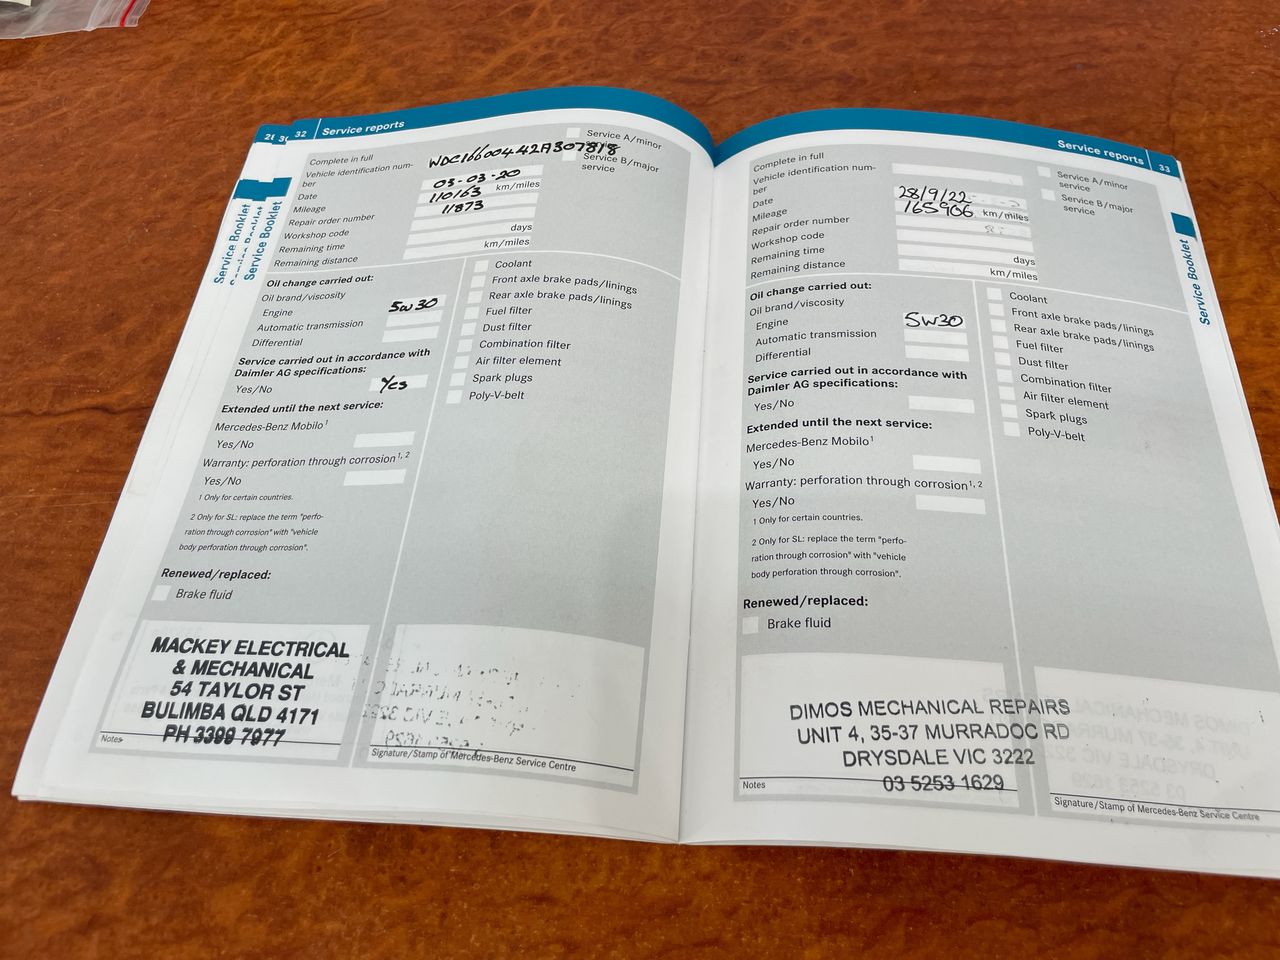 32 Service reports
Complete in full
Vehicle identification num-
ber
WDC1660442A307818
Date
03-03-20
Mileage
110163 km/miles
Repair order number
11873
Workshop code
Remaining time
days
Remaining distance
km/miles
Service A/minor
Service B/major
service
Oil change carried out:
Oil brand/viscosity
Engine
5w30
Automatic transmission
Differential
Service carried out in accordance with
Daimler AG specifications:
Yes/No
Yes
Extended until the next service:
Mercedes-Benz Mobilo1
Yes/No
Warranty: perforation through corrosion1, 2
Yes/No
1 Only for certain countries.
2 Only for SL: replace the term "perfo-
ration through corrosion" with "vehicle
body perforation through corrosion".
Renewed/replaced:
Brake fluid
Coolant
Front axle brake pads/linings
Rear axle brake pads/linings
Fuel filter
Dust filter
Combination filter
Air filter element
Spark plugs
Poly-V-belt
MACKEY ELECTRICAL
& MECHANICAL
54 TAYLOR ST
BULIMBA QLD 4171
PH 3399 7977
Notes
Signature/Stamp of Mercedes-Benz Service Centre
Service Booklet
Service Booklet
Service reports 33
Complete in full
Vehicle identification num-
ber
Date
28/9/22
Mileage
165906 km/miles
Repair order number
Workshop code
Remaining time
days
Remaining distance
km/miles
Service A/minor
service
Service B/major
service
Oil change carried out:
Oil brand/viscosity
Engine
5W30
Automatic transmission
Differential
Service carried out in accordance with
Daimler AG specifications:
Yes/No
Extended until the next service:
Mercedes-Benz Mobilo1
Yes/No
Warranty: perforation through corrosion1, 2
Yes/No
1 Only for certain countries.
2 Only for SL: replace the term "perfo-
ration through corrosion" with "vehicle
body perforation through corrosion".
Renewed/replaced:
Brake fluid
Coolant
Front axle brake pads/linings
Rear axle brake pads/linings
Fuel filter
Dust filter
Combination filter
Air filter element
Spark plugs
Poly-V-belt
DIMOS MECHANICAL REPAIRS
UNIT 4, 35-37 MURRADOC RD
DRYSDALE VIC 3222
03 5253 1629
Notes
Signature/Stamp of Mercedes-Benz Service Centre
Service Booklet